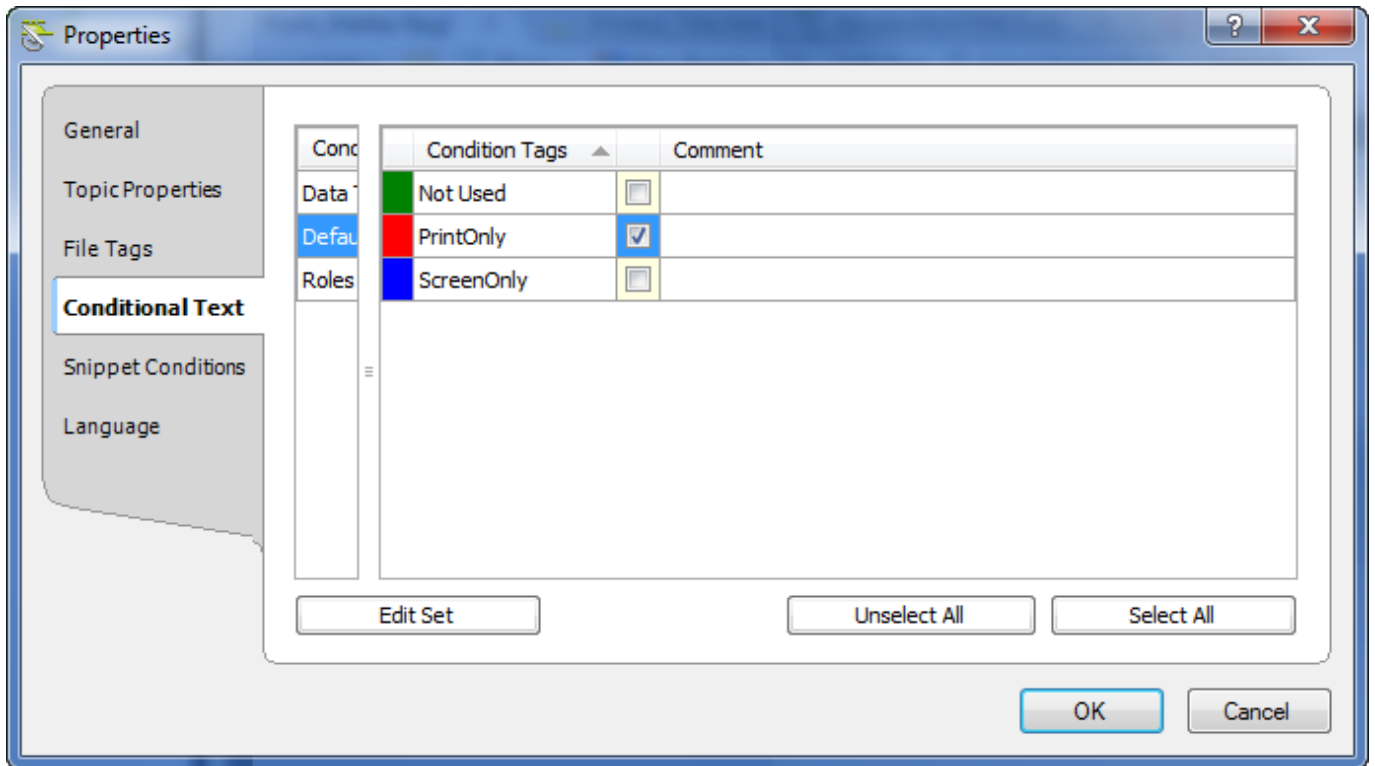 Properties
General
Topic Properties
File Tags
Conditional Text
Snippet Conditions
Language
Cond
Data T
Defau
Roles
Condition Tags Comment
Not Used
PrintOnly
ScreenOnly
Edit Set Unselect All Select All
OK Cancel